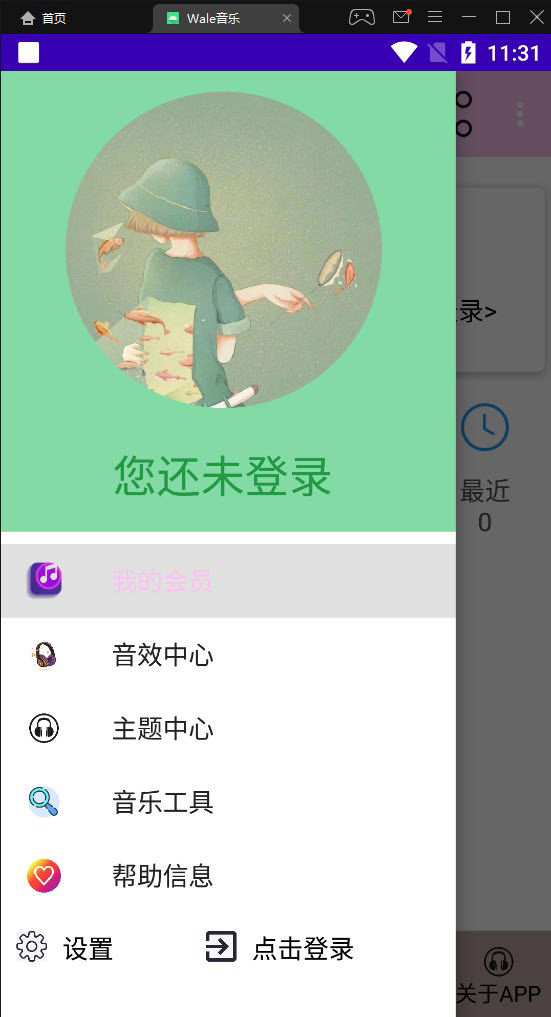 首页
Wale音乐
11:31
录>
您还未登录
最近
0
我的会员
音效中心
主题中心
音乐工具
帮助信息
设置
点击登录
关于APP